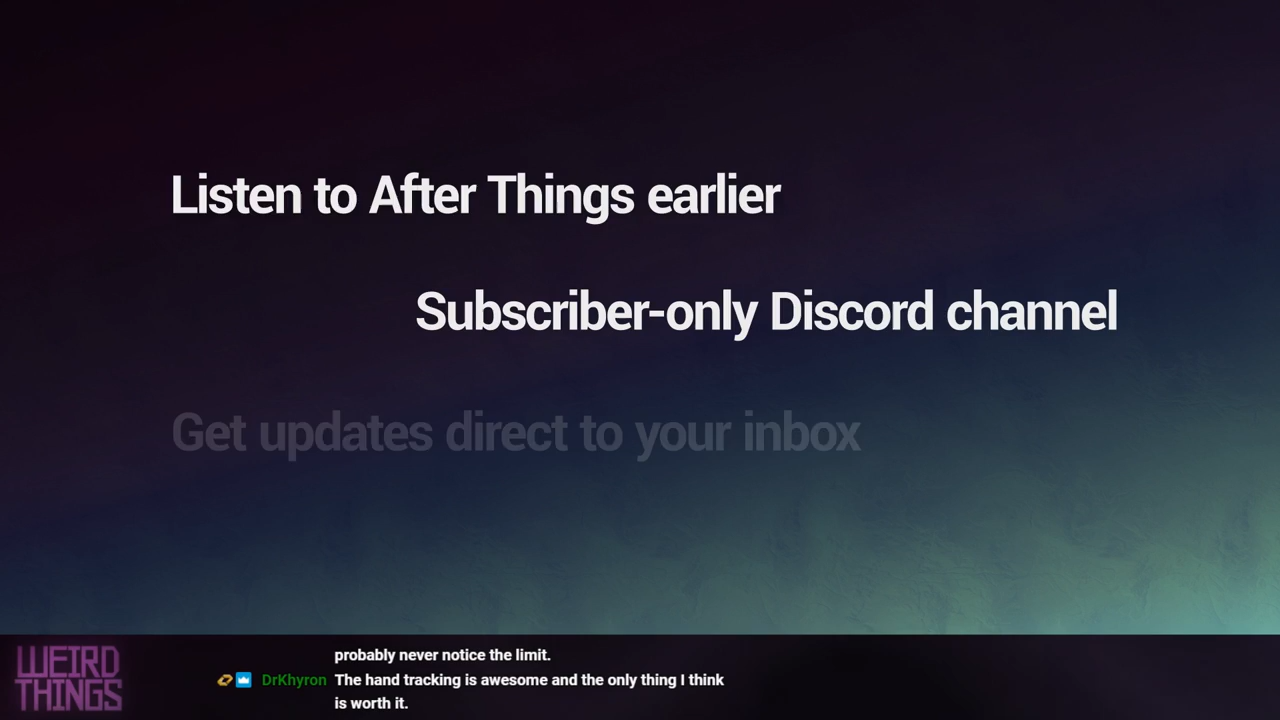 Listen to After Things earlier
Subscriber-only Discord channel
Get updates direct to your inbox
WEIRD
THINGS
probably never notice the limit.
DrKhyron The hand tracking is awesome and the only thing I think
is worth it.